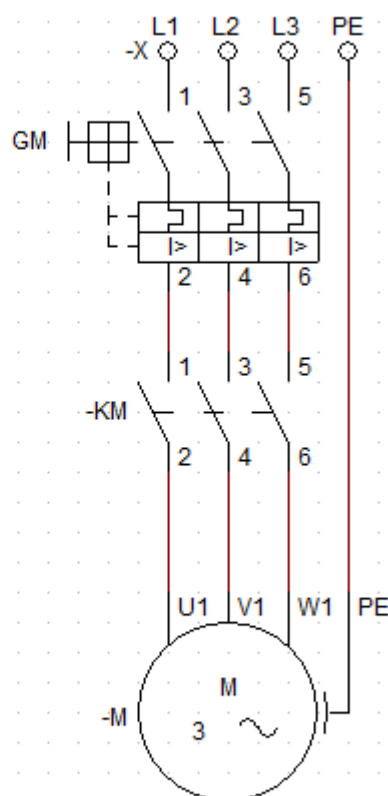 L1 L2 L3 PE
-X
1 3 5
GM
I> I> I>
2 4 6
1 3 5
-KM
2 4 6
U1 V1 W1 PE
M
-M
3